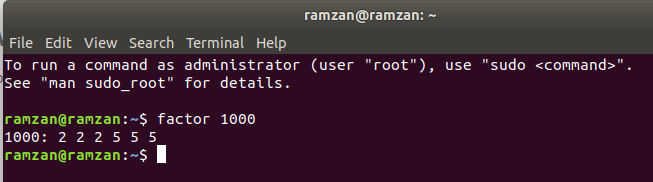 ramzan@ramzan: ~
File Edit View Search Terminal Help
To run a command as administrator (user "root"), use "sudo <command>".
See "man sudo_root" for details.
ramzan@ramzan:~$ factor 1000
1000: 2 2 2 5 5 5
ramzan@ramzan:~$